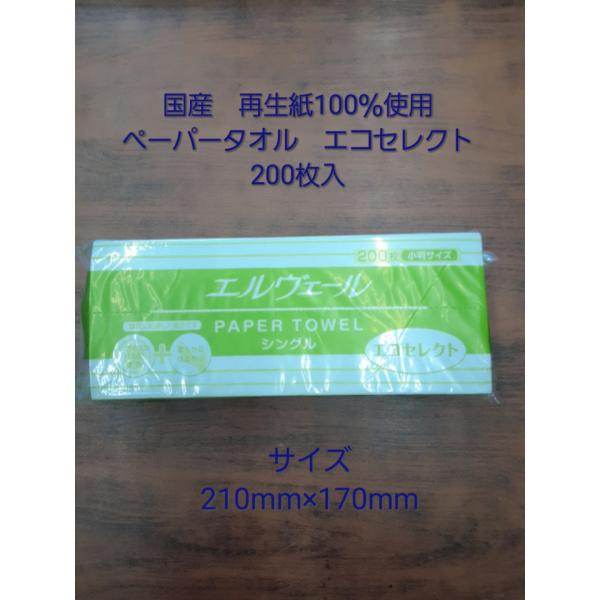 国産　再生紙100%使用
ペーパータオル　エコセレクト
200枚入
200枚 小判サイズ
エルヴェール
PAPER TOWEL
シングル
エコセレクト
サイズ
210mm×170mm